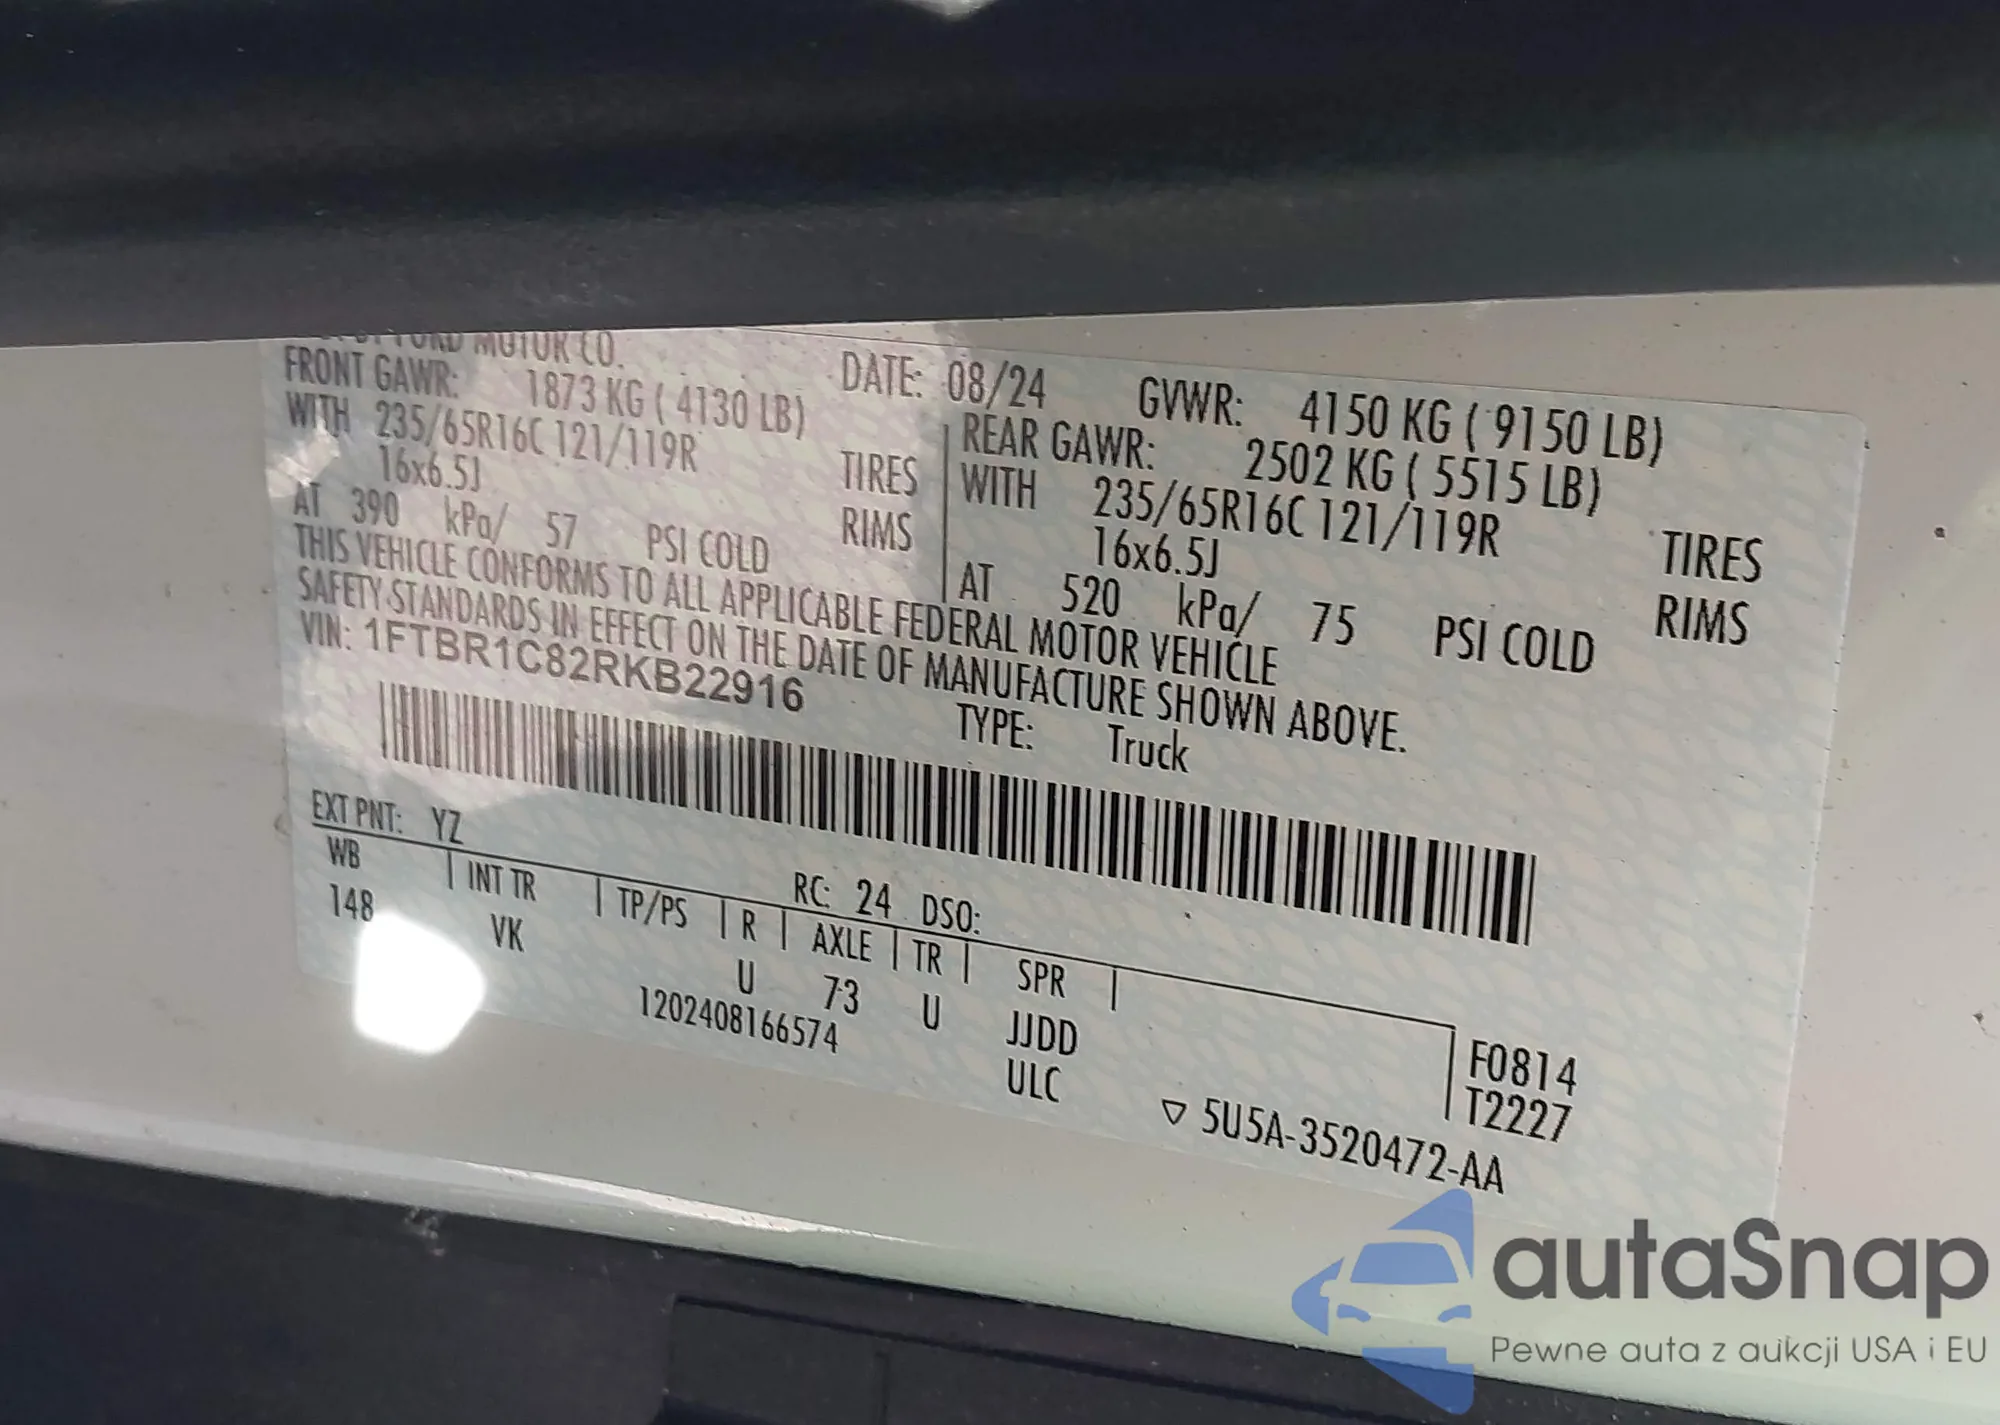 FORD MOTOR CO.
DATE: 08/24 GVWR: 4150 KG ( 9150 LB)
FRONT GAWR: 1873 KG ( 4130 LB)
WITH 235/65R16C 121/119R TIRES
16x6.5J RIMS
AT 390 kPa/ 57 PSI COLD
REAR GAWR: 2502 KG ( 5515 LB)
WITH 235/65R16C 121/119R TIRES
16x6.5J RIMS
AT 520 kPa/ 75 PSI COLD
THIS VEHICLE CONFORMS TO ALL APPLICABLE FEDERAL MOTOR VEHICLE
SAFETY STANDARDS IN EFFECT ON THE DATE OF MANUFACTURE SHOWN ABOVE.
VIN: 1FTBR1C82RKB22916
TYPE: Truck
EXT PNT: YZ RC: 24 DSO:
WB | INT TR | TP/PS | R | AXLE | TR | SPR |
148 VK U 73 U JJDD
1202408166574 ULC
F0814
T2227
▽ 5U5A-3520472-AA
autaSnap
Pewne auta z aukcji USA i EU